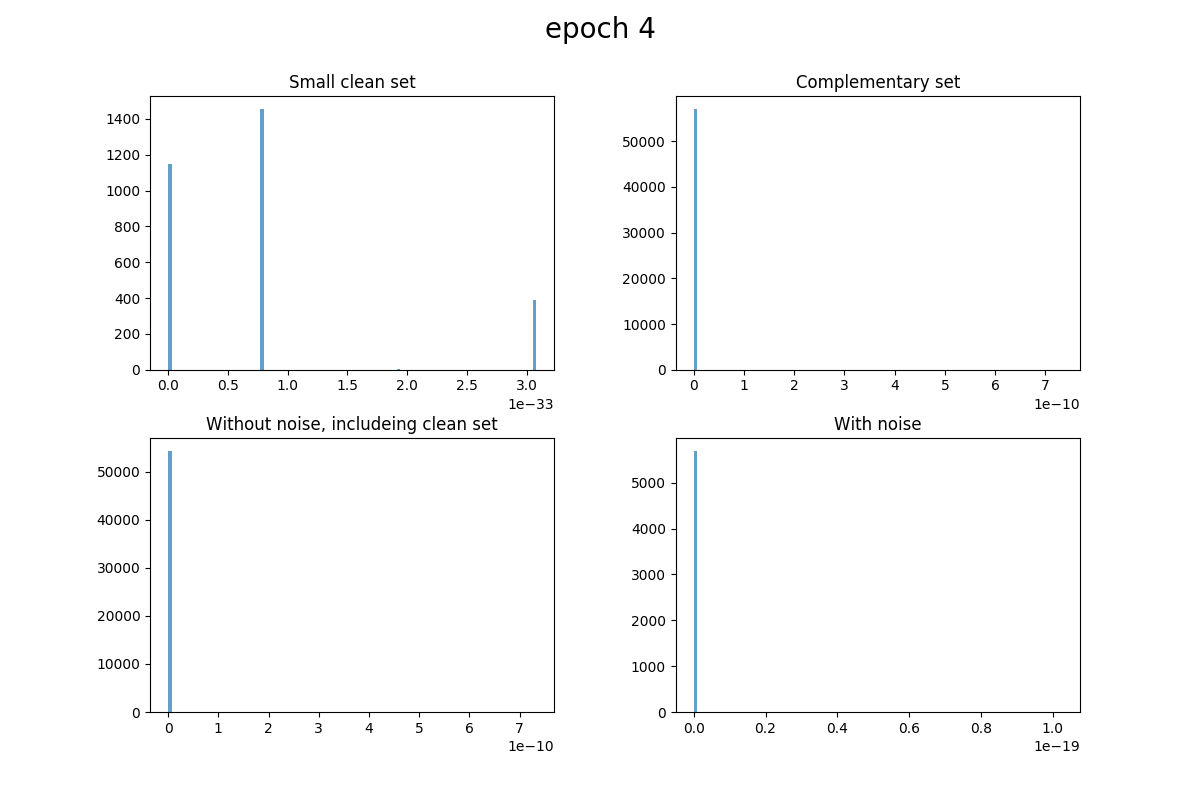 epoch 4
Small clean set
1400
1200
1000
800
600
400
200
0
0.0 0.5 1.0 1.5 2.0 2.5 3.0
1e−33
Complementary set
50000
40000
30000
20000
10000
0
0 1 2 3 4 5 6 7
1e−10
Without noise, includeing clean set
50000
40000
30000
20000
10000
0
0 1 2 3 4 5 6 7
1e−10
With noise
5000
4000
3000
2000
1000
0
0.0 0.2 0.4 0.6 0.8 1.0
1e−19